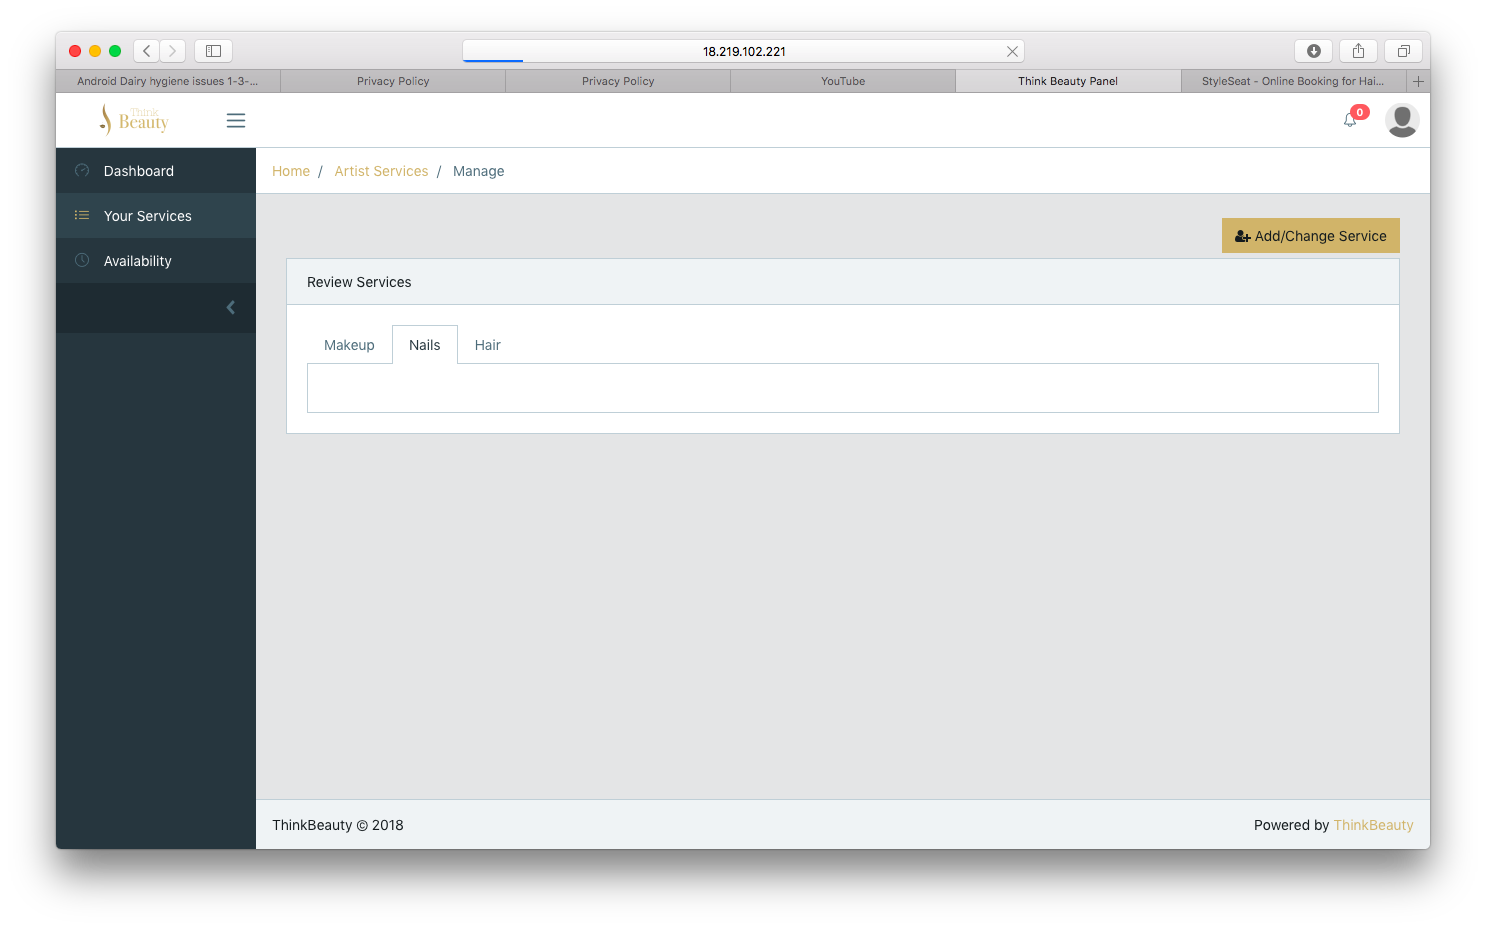 18.219.102.221
Android Dairy hygiene issues 1-3-...
Privacy Policy
Privacy Policy
YouTube
Think Beauty Panel
StyleSeat - Online Booking for Hai...
Think
Beauty
0
Dashboard
Your Services
Availability
Home / Artist Services / Manage
Add/Change Service
Review Services
Makeup
Nails
Hair
ThinkBeauty © 2018
Powered by ThinkBeauty